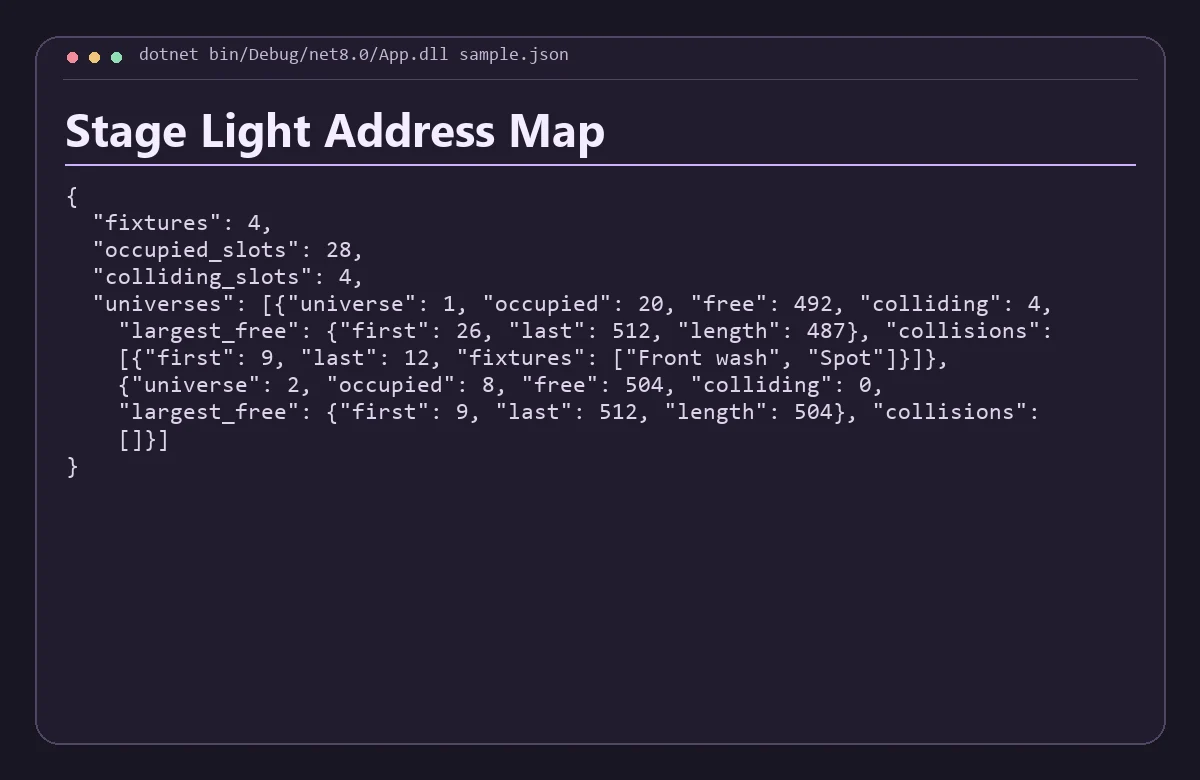 dotnet bin/Debug/net8.0/App.dll sample.json
Stage Light Address Map
{
  "fixtures": 4,
  "occupied_slots": 28,
  "colliding_slots": 4,
  "universes": [{"universe": 1, "occupied": 20, "free": 492, "colliding": 4,
    "largest_free": {"first": 26, "last": 512, "length": 487}, "collisions":
    [{"first": 9, "last": 12, "fixtures": ["Front wash", "Spot"]}]},
    {"universe": 2, "occupied": 8, "free": 504, "colliding": 0,
    "largest_free": {"first": 9, "last": 512, "length": 504}, "collisions":
    []}]
}